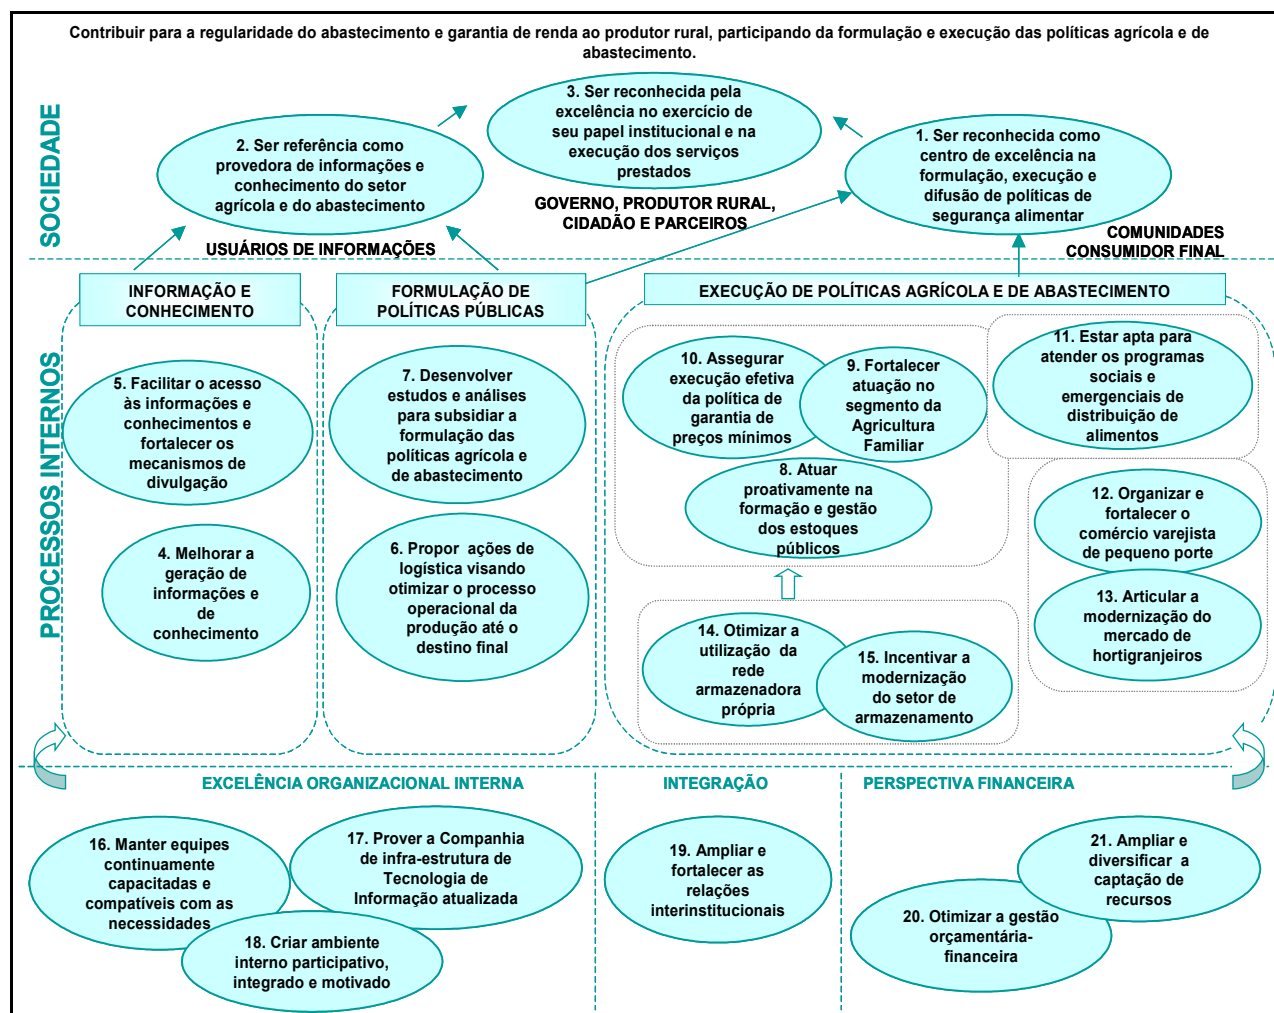 Contribuir para a regularidade do abastecimento e garantia de renda ao produtor rural, participando da formulação e execução das políticas agrícola e de
abastecimento.
SOCIEDADE
3. Ser reconhecida pela
excelência no exercício de
seu papel institucional e na
execução dos serviços
prestados
2. Ser referência como
provedora de informações e
conhecimento do setor
agrícola e do abastecimento
1. Ser reconhecida como
centro de excelência na
formulação, execução e
difusão de políticas de
segurança alimentar
GOVERNO, PRODUTOR RURAL,
CIDADÃO E PARCEIROS
USUÁRIOS DE INFORMAÇÕES
COMUNIDADES
CONSUMIDOR FINAL
PROCESSOS INTERNOS
INFORMAÇÃO E
CONHECIMENTO
FORMULAÇÃO DE
POLÍTICAS PÚBLICAS
EXECUÇÃO DE POLÍTICAS AGRÍCOLA E DE ABASTECIMENTO
5. Facilitar o acesso
às informações e
conhecimentos e
fortalecer os
mecanismos de
divulgação
4. Melhorar a
geração de
informações e
de
conhecimento
7. Desenvolver
estudos e análises
para subsidiar a
formulação das
políticas agrícola e
de abastecimento
6. Propor ações de
logística visando
otimizar o processo
operacional da
produção até o
destino final
10. Assegurar
execução efetiva
da política de
garantia de
preços mínimos
9. Fortalecer
atuação no
segmento da
Agricultura
Familiar
8. Atuar
proativamente na
formação e gestão
dos estoques
públicos
11. Estar apta para
atender os programas
sociais e
emergenciais de
distribuição de
alimentos
12. Organizar e
fortalecer o
comércio varejista
de pequeno porte
13. Articular a
modernização do
mercado de
hortigranjeiros
14. Otimizar a
utilização da
rede
armazenadora
própria
15. Incentivar a
modernização
do setor de
armazenamento
EXCELÊNCIA ORGANIZACIONAL INTERNA
INTEGRAÇÃO
PERSPECTIVA FINANCEIRA
16. Manter equipes
continuamente
capacitadas e
compatíveis com as
necessidades
17. Prover a Companhia
de infra-estrutura de
Tecnologia de
Informação atualizada
18. Criar ambiente
interno participativo,
integrado e motivado
19. Ampliar e
fortalecer as
relações
interinstitucionais
21. Ampliar e
diversificar a
captação de
recursos
20. Otimizar a gestão
orçamentária-
financeira